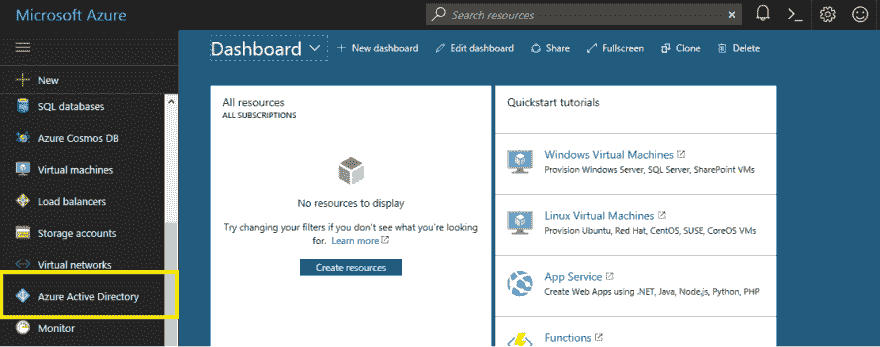 Microsoft Azure
Search resources
New
SQL databases
Azure Cosmos DB
Virtual machines
Load balancers
Storage accounts
Virtual networks
Azure Active Directory
Monitor
Dashboard
New dashboard
Edit dashboard
Share
Fullscreen
Clone
Delete
All resources
ALL SUBSCRIPTIONS
No resources to display
Try changing your filters if you don't see what you're looking
for. Learn more
Create resources
Quickstart tutorials
Windows Virtual Machines
Provision Windows Server, SQL Server, SharePoint VMs
Linux Virtual Machines
Provision Ubuntu, Red Hat, CentOS, SUSE, CoreOS VMs
App Service
Create Web Apps using .NET, Java, Node.js, Python, PHP
Functions